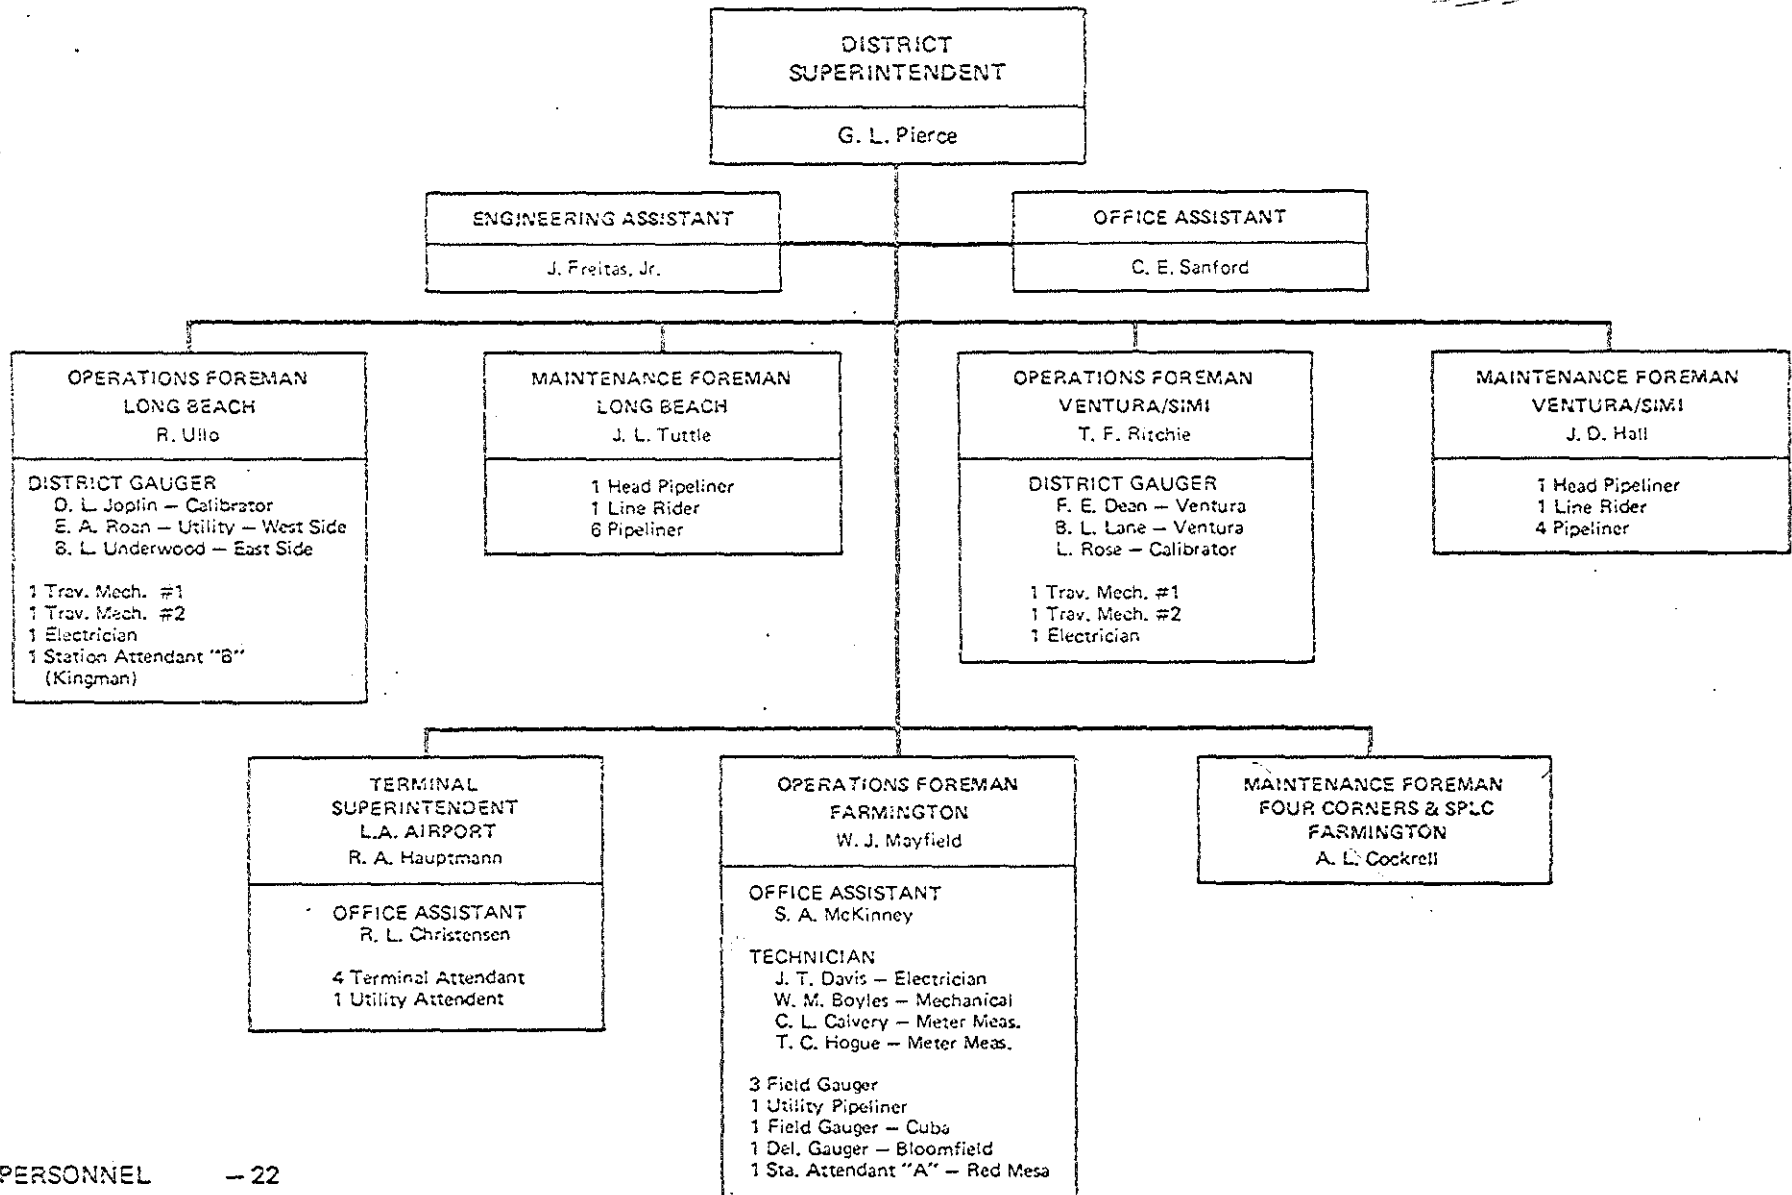 DISTRICT
SUPERINTENDENT
G. L. Pierce
ENGINEERING ASSISTANT
J. Freitas, Jr.
OFFICE ASSISTANT
C. E. Sanford
OPERATIONS FOREMAN
LONG BEACH
R. Ullo
DISTRICT GAUGER
D. L. Joplin — Calibrator
E. A. Roan — Utility — West Side
B. L. Underwood — East Side
1 Trav. Mech. #1
1 Trav. Mech. #2
1 Electrician
1 Station Attendant "B"
(Kingman)
MAINTENANCE FOREMAN
LONG BEACH
J. L. Tuttle
1 Head Pipeliner
1 Line Rider
6 Pipeliner
OPERATIONS FOREMAN
VENTURA/SIMI
T. F. Ritchie
DISTRICT GAUGER
F. E. Dean — Ventura
B. L. Lane — Ventura
L. Rose — Calibrator
1 Trav. Mech. #1
1 Trav. Mech. #2
1 Electrician
MAINTENANCE FOREMAN
VENTURA/SIMI
J. D. Hall
1 Head Pipeliner
1 Line Rider
4 Pipeliner
TERMINAL
SUPERINTENDENT
L.A. AIRPORT
R. A. Hauptmann
OFFICE ASSISTANT
R. L. Christensen
4 Terminal Attendant
1 Utility Attendent
OPERATIONS FOREMAN
FARMINGTON
W. J. Mayfield
OFFICE ASSISTANT
S. A. McKinney
TECHNICIAN
J. T. Davis — Electrician
W. M. Boyles — Mechanical
C. L. Calvery — Meter Meas.
T. C. Hogue — Meter Meas.
3 Field Gauger
1 Utility Pipeliner
1 Field Gauger — Cuba
1 Del. Gauger — Bloomfield
1 Sta. Attendant "A" — Red Mesa
MAINTENANCE FOREMAN
FOUR CORNERS & SPLC
FARMINGTON
A. L. Cockrell
PERSONNEL — 22